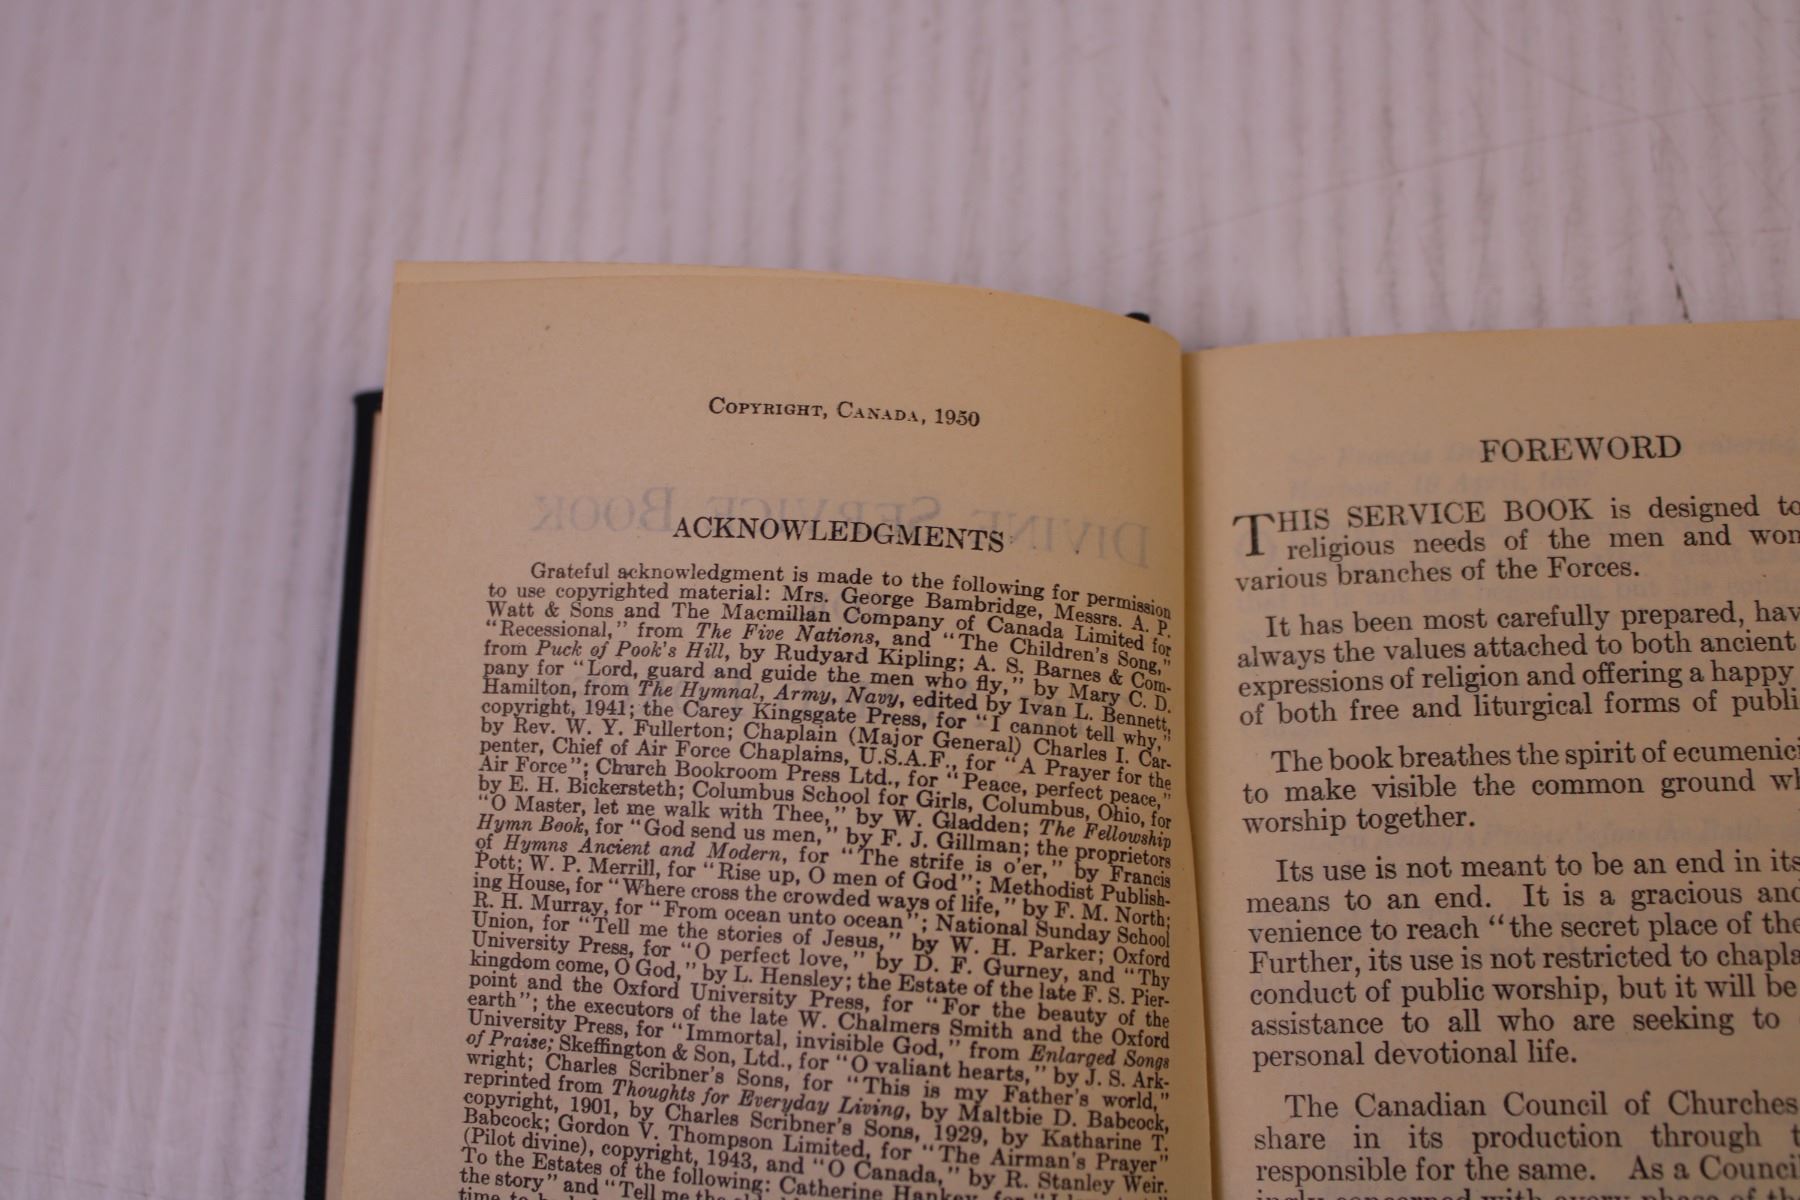 COPYRIGHT, CANADA, 1950
ACKNOWLEDGMENTS
Grateful acknowledgment is made to the following for permission
to use copyrighted material: Mrs. George Bambridge, Messrs. A. P.
Watt & Sons and The Macmillan Company of Canada Limited for
"Recessional," from The Five Nations, and "The Children's Song,"
from Puck of Pook's Hill, by Rudyard Kipling; A. S. Barnes & Com-
pany for "Lord, guard and guide the men who fly," by Mary C. D.
Hamilton, from The Hymnal, Army, Navy, edited by Ivan L. Bennett,
copyright, 1941; the Carey Kingsgate Press, for "I cannot tell why,"
by Rev. W. Y. Fullerton; Chaplain (Major General) Charles I. Car-
penter, Chief of Air Force Chaplains, U.S.A.F., for "A Prayer for the
Air Force"; Church Bookroom Press Ltd., for "Peace, perfect peace,"
by E. H. Bickersteth; Columbus School for Girls, Columbus, Ohio, for
"O Master, let me walk with Thee," by W. Gladden; The Fellowship
Hymn Book, for "God send us men," by F. J. Gillman; the proprietors
of Hymns Ancient and Modern, for "The strife is o'er," by Francis
Pott; W. P. Merrill, for "Rise up, O men of God"; Methodist Publish-
ing House, for "Where cross the crowded ways of life," by F. M. North;
R. H. Murray, for "From ocean unto ocean"; National Sunday School
Union, for "Tell me the stories of Jesus," by W. H. Parker; Oxford
University Press, for "O perfect love," by D. F. Gurney, and "Thy
kingdom come, O God," by L. Hensley; the Estate of the late F. S. Pier-
point and the Oxford University Press, for "For the beauty of the
earth"; the executors of the late W. Chalmers Smith and the Oxford
University Press, for "Immortal, invisible God," from Enlarged Songs
of Praise; Skeffington & Son, Ltd., for "O valiant hearts," by J. S. Ark-
wright; Charles Scribner's Sons, for "This is my Father's world,"
reprinted from Thoughts for Everyday Living, by Maltbie D. Babcock,
copyright, 1901, by Charles Scribner's Sons, 1929, by Katharine T.
Babcock; Gordon V. Thompson Limited, for "The Airman's Prayer"
(Pilot divine), copyright, 1943, and "O Canada," by R. Stanley Weir.
To the Estates of the following: Catherine Hankey, for
the story" and "Tell me the
FOREWORD
THIS SERVICE BOOK is designed to
religious needs of the men and wom
various branches of the Forces.
It has been most carefully prepared, hav
always the values attached to both ancient
expressions of religion and offering a happy
of both free and liturgical forms of publi
The book breathes the spirit of ecumenici
to make visible the common ground wh
worship together.
Its use is not meant to be an end in its
means to an end. It is a gracious and
venience to reach "the secret place of the
Further, its use is not restricted to chapla
conduct of public worship, but it will be
assistance to all who are seeking to
personal devotional life.
The Canadian Council of Churches
share in its production through t
responsible for the same. As a Council
ingly concerned with every phase of th